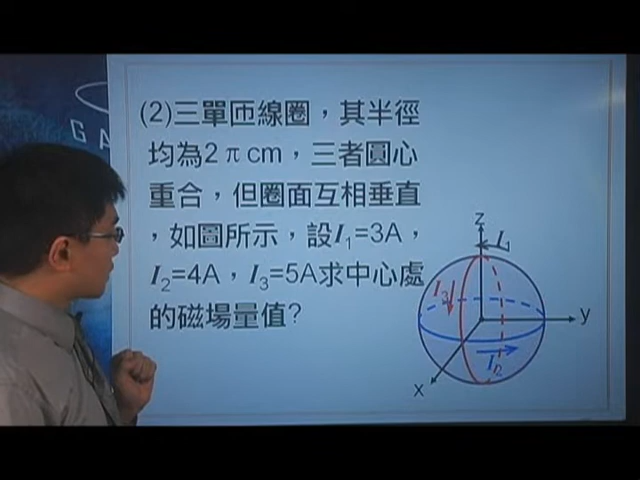 (2)三單匝線圈，其半徑
均為2πcm，三者圓心
重合，但圈面互相垂直
，如圖所示，設I₁=3A，
I₂=4A，I₃=5A求中心處
的磁場量值?
z
I₁
I₃
y
I₂
x
GA